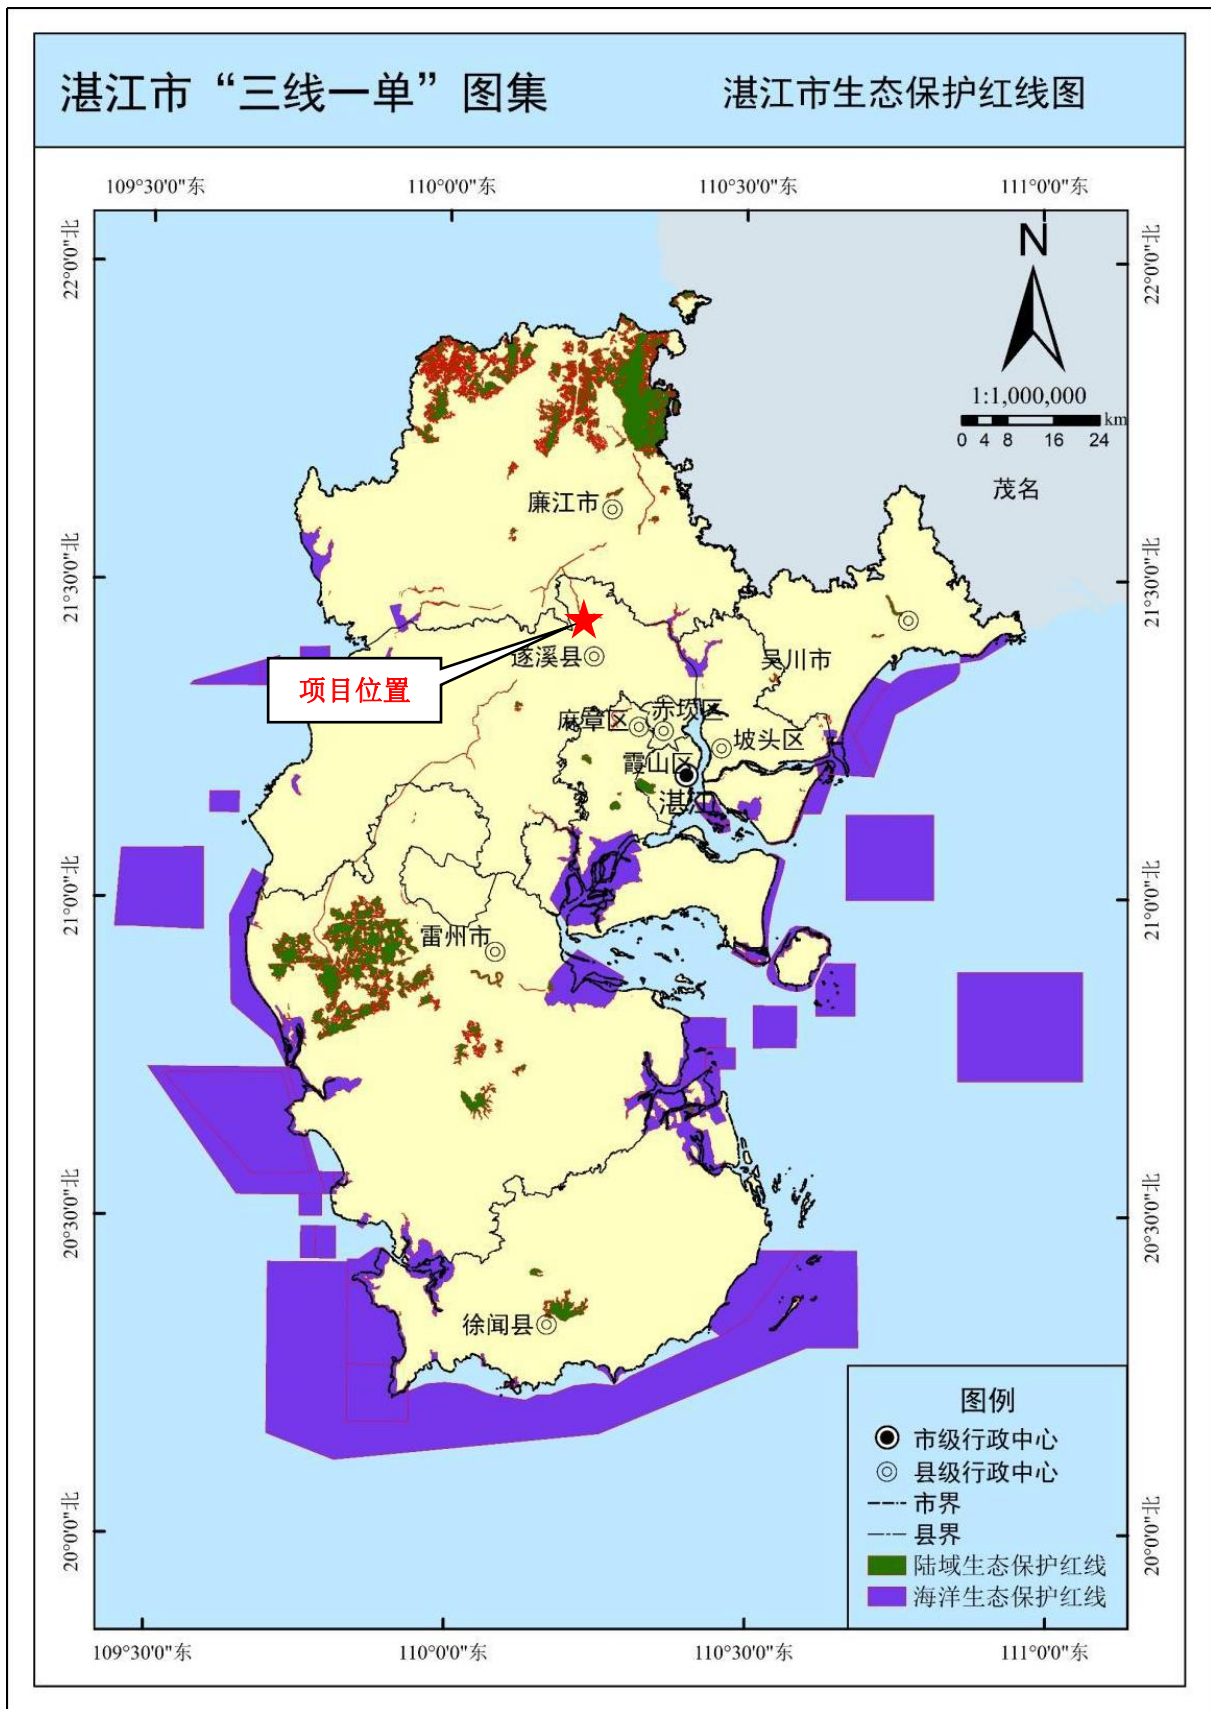 湛江市“三线一单”图集
湛江市生态保护红线图
109°30'0"东 110°0'0"东 110°30'0"东 111°0'0"东
22°0'0"北
22°0'0"北
N
1:1,000,000
km
0 4 8 16 24
茂名
廉江市
21°30'0"北
21°30'0"北
吴川市
遂溪县
项目位置
麻章区
赤坎区
坡头区
霞山区
湛江
21°0'0"北
21°0'0"北
雷州市
20°30'0"北
20°30'0"北
徐闻县
图例
市级行政中心
县级行政中心
市界
县界
陆域生态保护红线
海洋生态保护红线
20°0'0"北
20°0'0"北
109°30'0"东 110°0'0"东 110°30'0"东 111°0'0"东